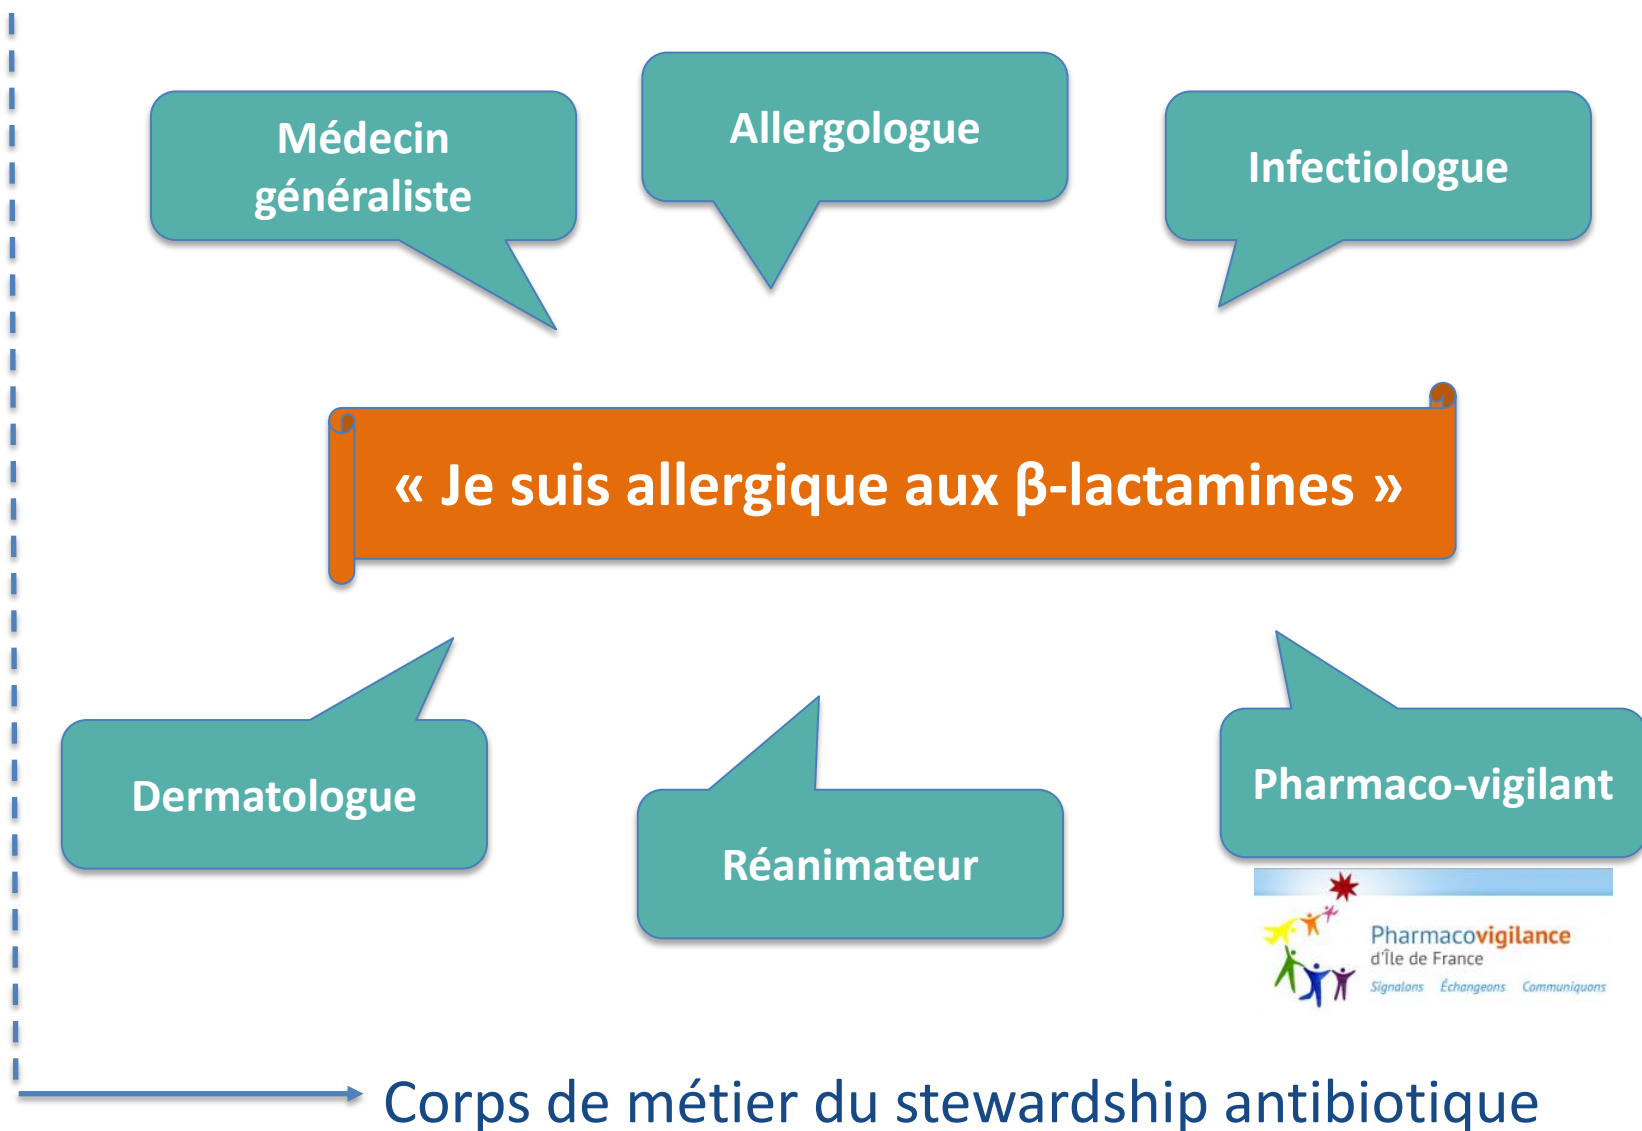 Médecin
généraliste
Allergologue
Infectiologue
« Je suis allergique aux β-lactamines »
Dermatologue
Réanimateur
Pharmaco-vigilant
Pharmacovigilance
d'Île de France
Signalons Échangeons Communiquons
Corps de métier du stewardship antibiotique